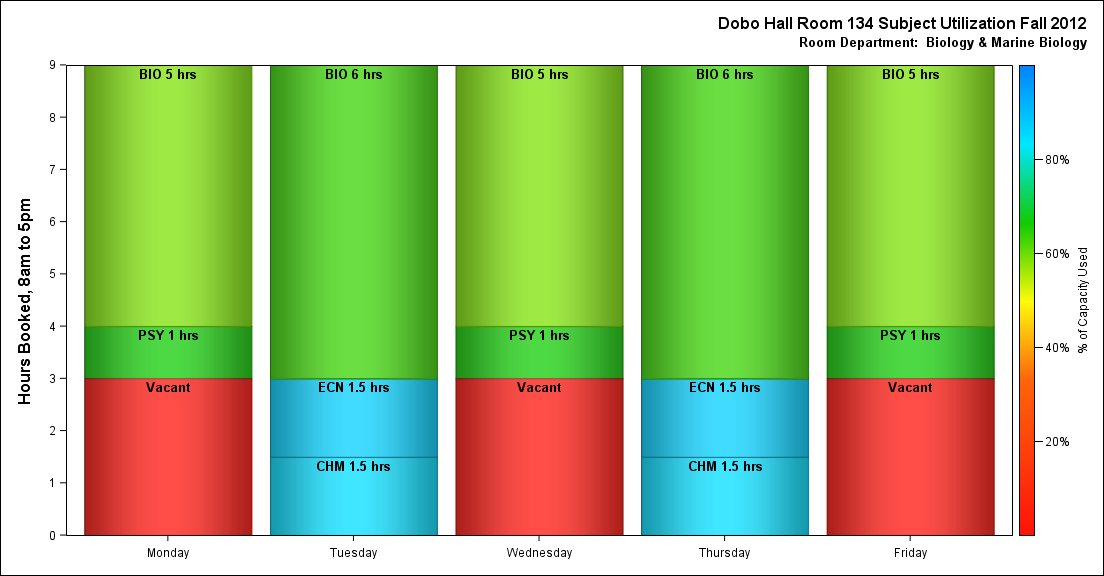 Dobo Hall Room 134 Subject Utilization Fall 2012
Room Department:  Biology & Marine Biology
Hours Booked, 8am to 5pm
9
8
7
6
5
4
3
2
1
0
BIO 5 hrs
PSY 1 hrs
Vacant
BIO 6 hrs
ECN 1.5 hrs
CHM 1.5 hrs
BIO 5 hrs
PSY 1 hrs
Vacant
BIO 6 hrs
ECN 1.5 hrs
CHM 1.5 hrs
BIO 5 hrs
PSY 1 hrs
Vacant
Monday
Tuesday
Wednesday
Thursday
Friday
80%
60%
40%
20%
% of Capacity Used